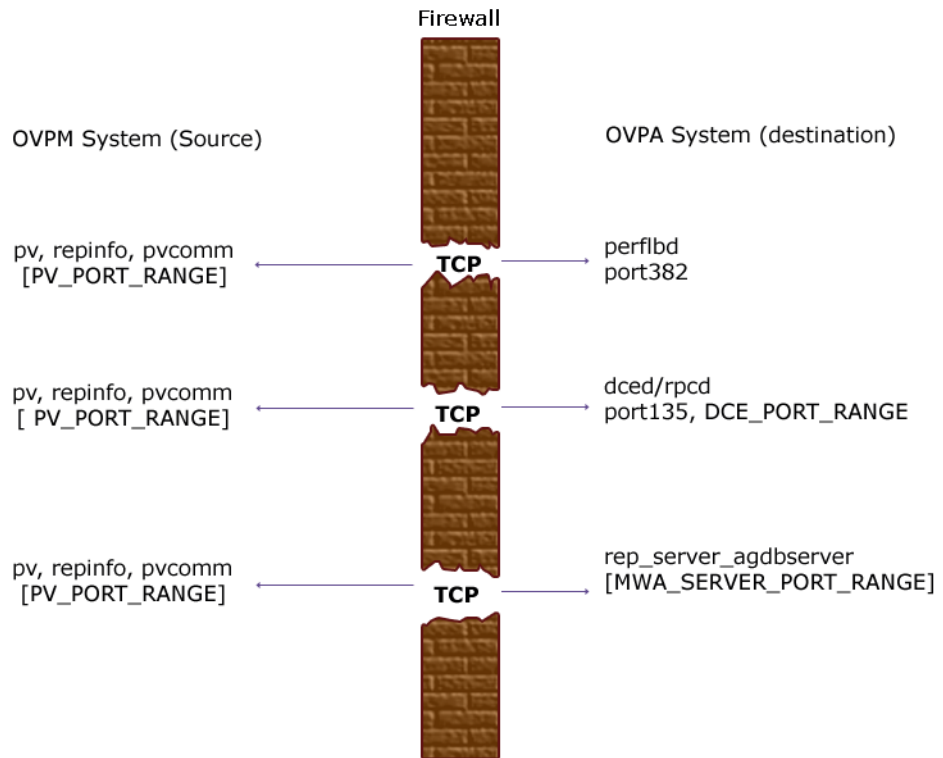 Firewall
OVPM System (Source)
OVPA System (destination)
pv, repinfo, pvcomm
[PV_PORT_RANGE]
TCP
perflbd
port382
pv, repinfo, pvcomm
[ PV_PORT_RANGE]
TCP
dced/rpcd
port135, DCE_PORT_RANGE
pv, repinfo, pvcomm
[PV_PORT_RANGE]
TCP
rep_server_agdbserver
[MWA_SERVER_PORT_RANGE]